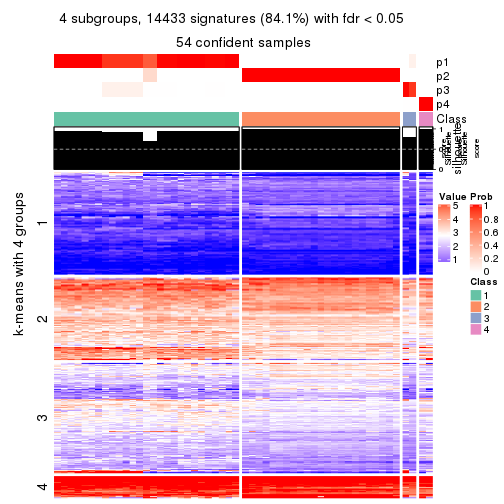 4 subgroups, 14433 signatures (84.1%) with fdr < 0.05
54 confident samples
p1
p2
p3
p4
Class
1
0
silhouette
score
k-means with 4 groups
1
2
3
4
Value
5
4
3
2
1
Prob
1
0.8
0.6
0.4
0.2
0
Class
1
2
3
4